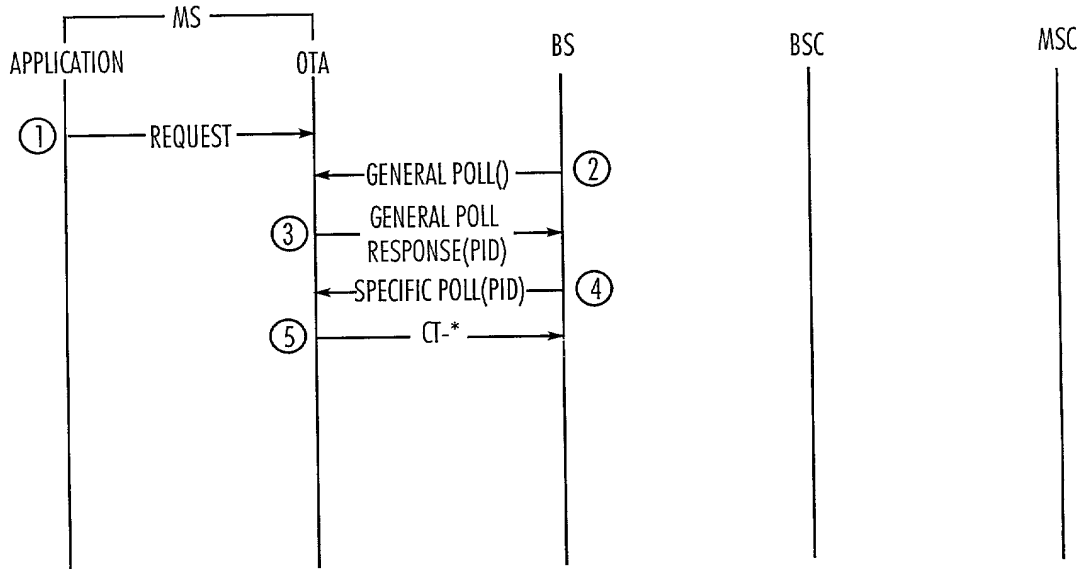 MS
APPLICATION OTA BS BSC MSC
1 REQUEST
GENERAL POLL() 2
3 GENERAL POLL
RESPONSE(PID)
SPECIFIC POLL(PID) 4
5 CT-*